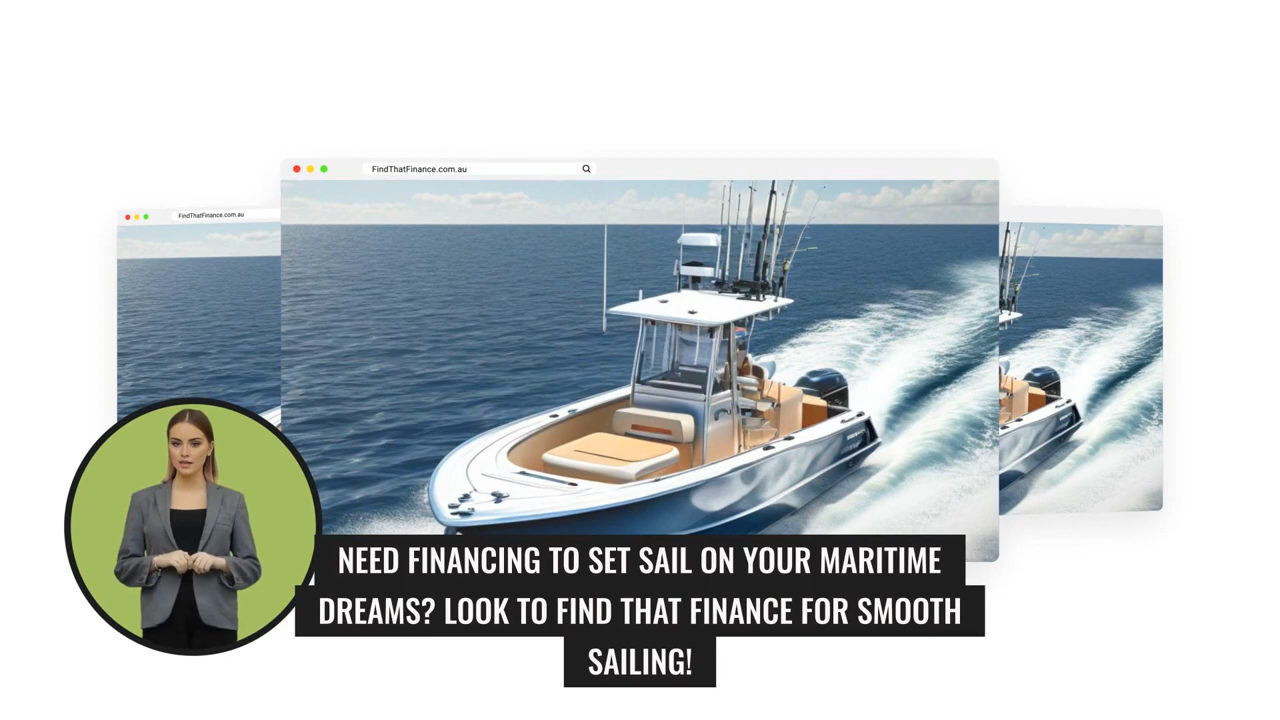 FindThatFinance.com.au
FindThatFinance.com.au
NEED FINANCING TO SET SAIL ON YOUR MARITIME
DREAMS? LOOK TO FIND THAT FINANCE FOR SMOOTH
SAILING!